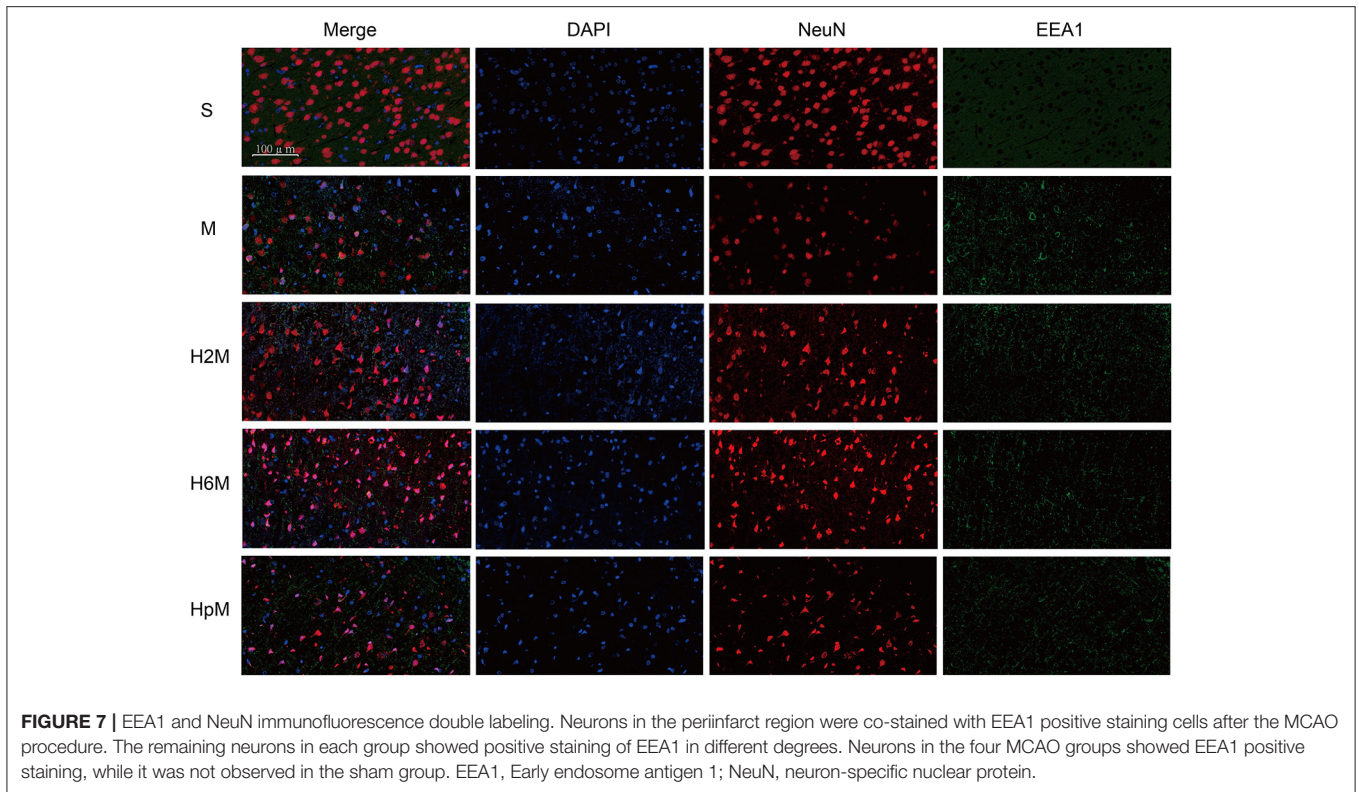 Merge DAPI NeuN EEA1
S
100 μm
M
H2M
H6M
HpM
FIGURE 7 | EEA1 and NeuN immunofluorescence double labeling. Neurons in the periinfarct region were co-stained with EEA1 positive staining cells after the MCAO
procedure. The remaining neurons in each group showed positive staining of EEA1 in different degrees. Neurons in the four MCAO groups showed EEA1 positive
staining, while it was not observed in the sham group. EEA1, Early endosome antigen 1; NeuN, neuron-specific nuclear protein.